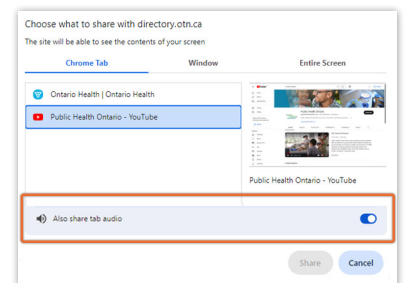 Choose what to share with directory.otn.ca
The site will be able to see the contents of your screen
Chrome Tab Window Entire Screen
Ontario Health | Ontario Health
Public Health Ontario - YouTube
Public Health Ontario - YouTube
Also share tab audio
Share Cancel